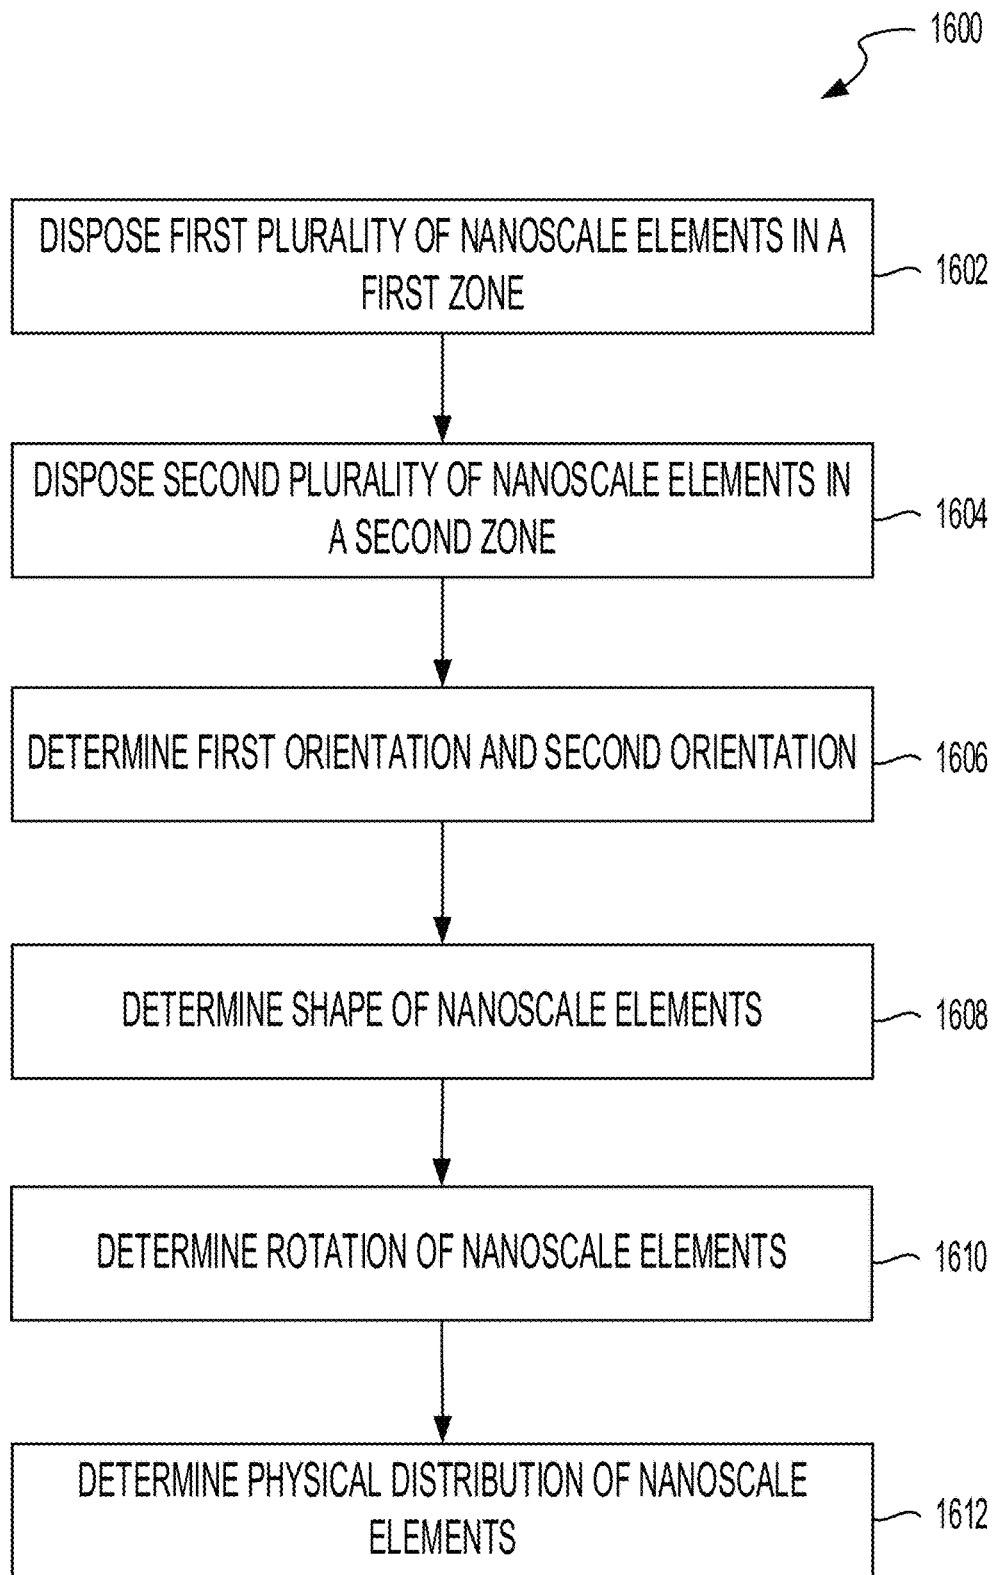 1600
DISPOSE FIRST PLURALITY OF NANOSCALE ELEMENTS IN A
FIRST ZONE
1602
DISPOSE SECOND PLURALITY OF NANOSCALE ELEMENTS IN
A SECOND ZONE
1604
DETERMINE FIRST ORIENTATION AND SECOND ORIENTATION
1606
DETERMINE SHAPE OF NANOSCALE ELEMENTS
1608
DETERMINE ROTATION OF NANOSCALE ELEMENTS
1610
DETERMINE PHYSICAL DISTRIBUTION OF NANOSCALE
ELEMENTS
1612